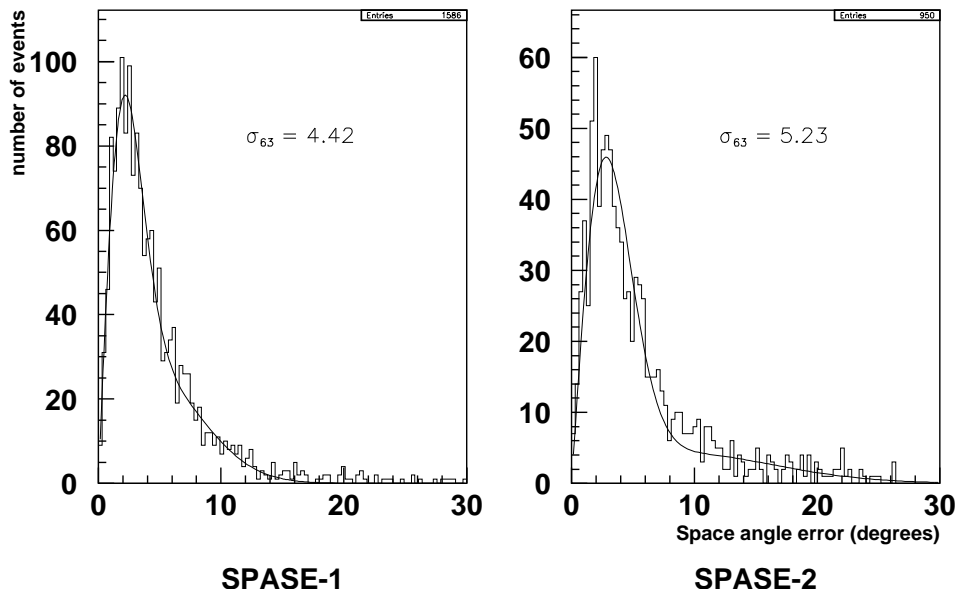 number of events
Entries 1586
σ63 = 4.42
100
80
60
40
20
0
0 10 20 30
SPASE-1
Entries 950
σ63 = 5.23
60
50
40
30
20
10
0
0 10 20 30
Space angle error (degrees)
SPASE-2